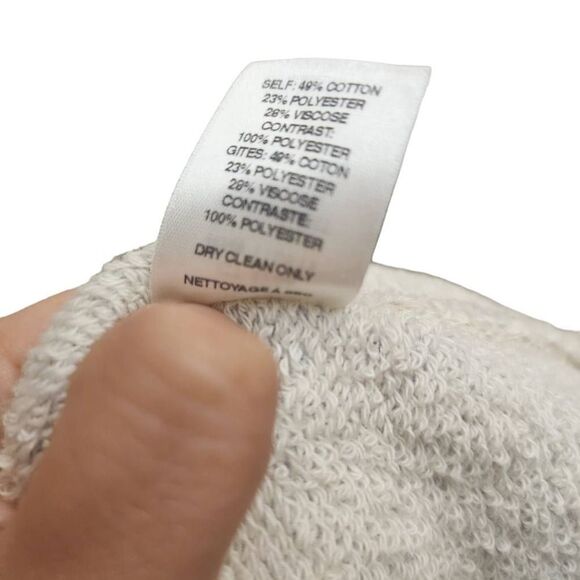 SELF: 49% COTTON
23% POLYESTER
28% VISCOSE
CONTRAST:
100% POLYESTER
GITES: 49% COTON
23% POLYESTER
28% VISCOSE
CONTRASTE:
100% POLYESTER
DRY CLEAN ONLY
NETTOYAGE A